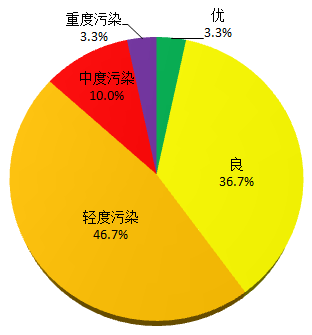 重度污染
3.3%
优
3.3%
中度污染
10.0%
良
36.7%
轻度污染
46.7%